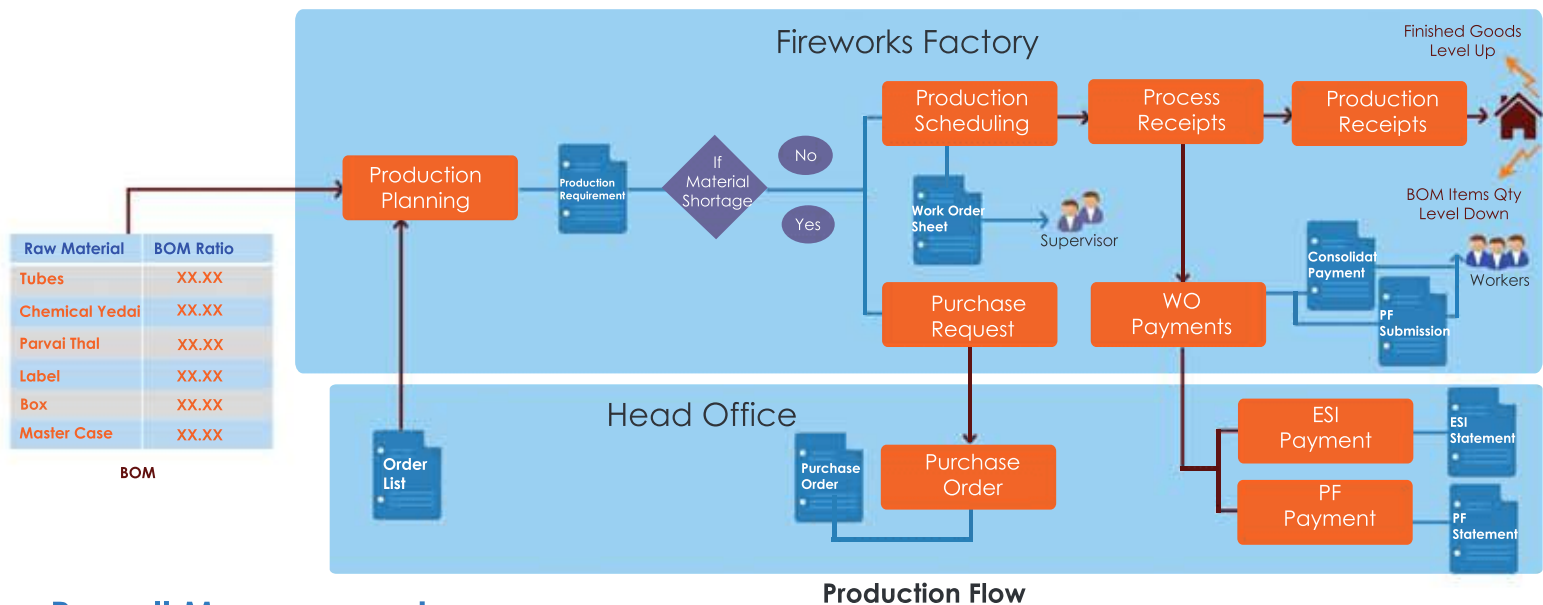 Fireworks Factory
Finished Goods
Level Up
Production
Scheduling
Process
Receipts
Production
Receipts
No
If
Material
Shortage
Yes
Production
Planning
Production
Requirement
Work Order
Sheet
Supervisor
BOM Items Qty
Level Down
Consolidat
Payment
Workers
PF
Submission
Purchase
Request
WO
Payments
Raw Material BOM Ratio
Tubes XX.XX
Chemical Yedai XX.XX
Parvai Thal XX.XX
Label XX.XX
Box XX.XX
Master Case XX.XX
BOM
Head Office
Order
List
Purchase
Order
Purchase
Order
ESI
Payment
ESI
Statement
PF
Payment
PF
Statement
Production Flow